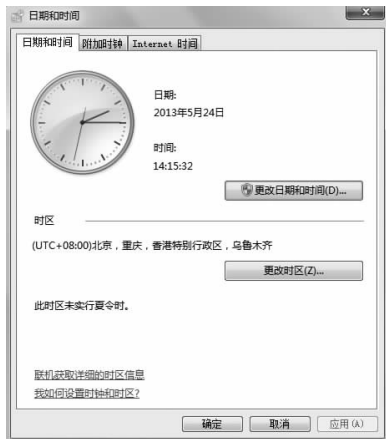 日期和时间
日期和时间 附加时钟 Internet 时间
日期:
2013年5月24日
时间:
14:15:32
更改日期和时间(D)...
时区
(UTC+08:00)北京，重庆，香港特别行政区，乌鲁木齐
更改时区(Z)...
此时区未实行夏令时。
联机获取详细的时区信息
我如何设置时钟和时区?
确定 取消 应用(A)